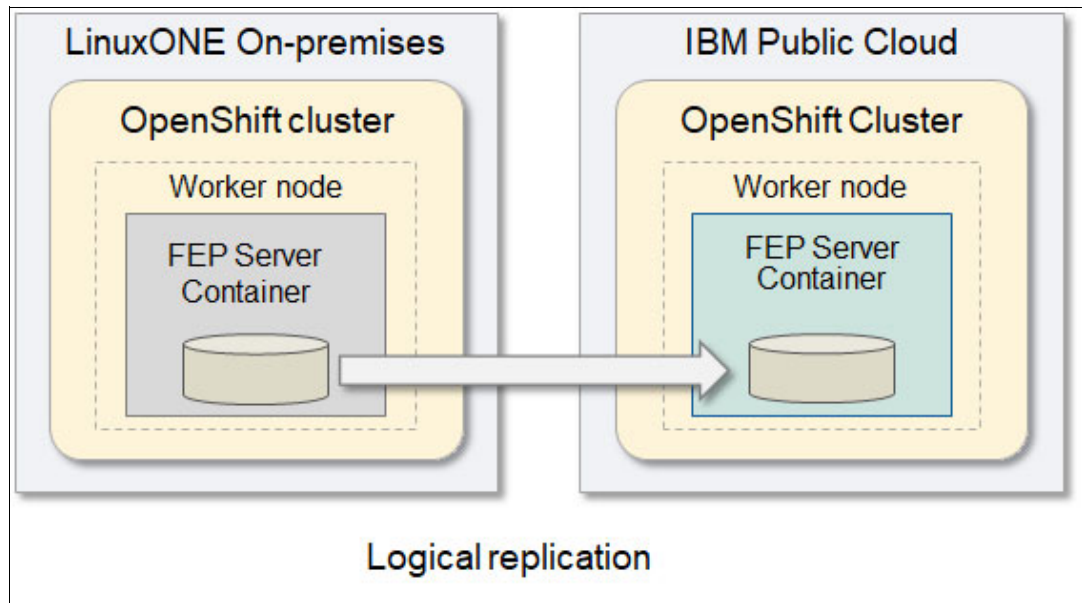 LinuxONE On-premises
OpenShift cluster
Worker node
FEP Server
Container
IBM Public Cloud
OpenShift Cluster
Worker node
FEP Server
Container
Logical replication